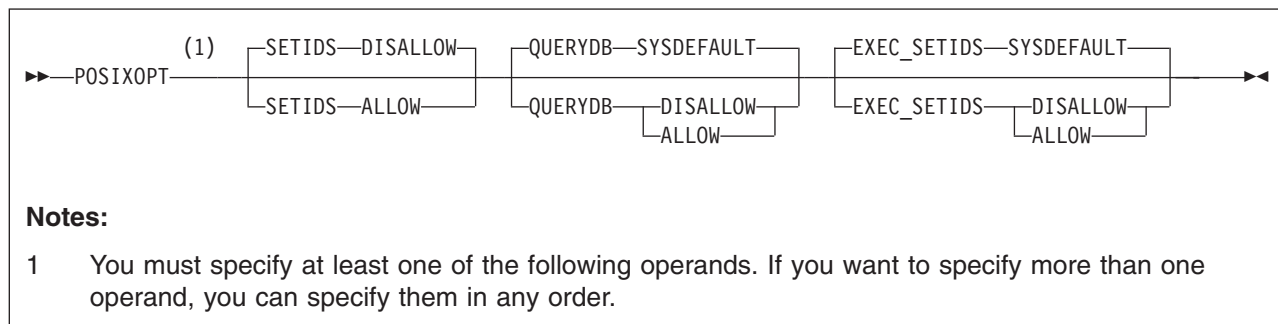 (1) SETIDS DISALLOW QUERYDB SYSDEFAULT EXEC_SETIDS SYSDEFAULT
POSIXOPT
SETIDS ALLOW QUERYDB DISALLOW EXEC_SETIDS DISALLOW
ALLOW ALLOW
Notes:
1 You must specify at least one of the following operands. If you want to specify more than one
operand, you can specify them in any order.